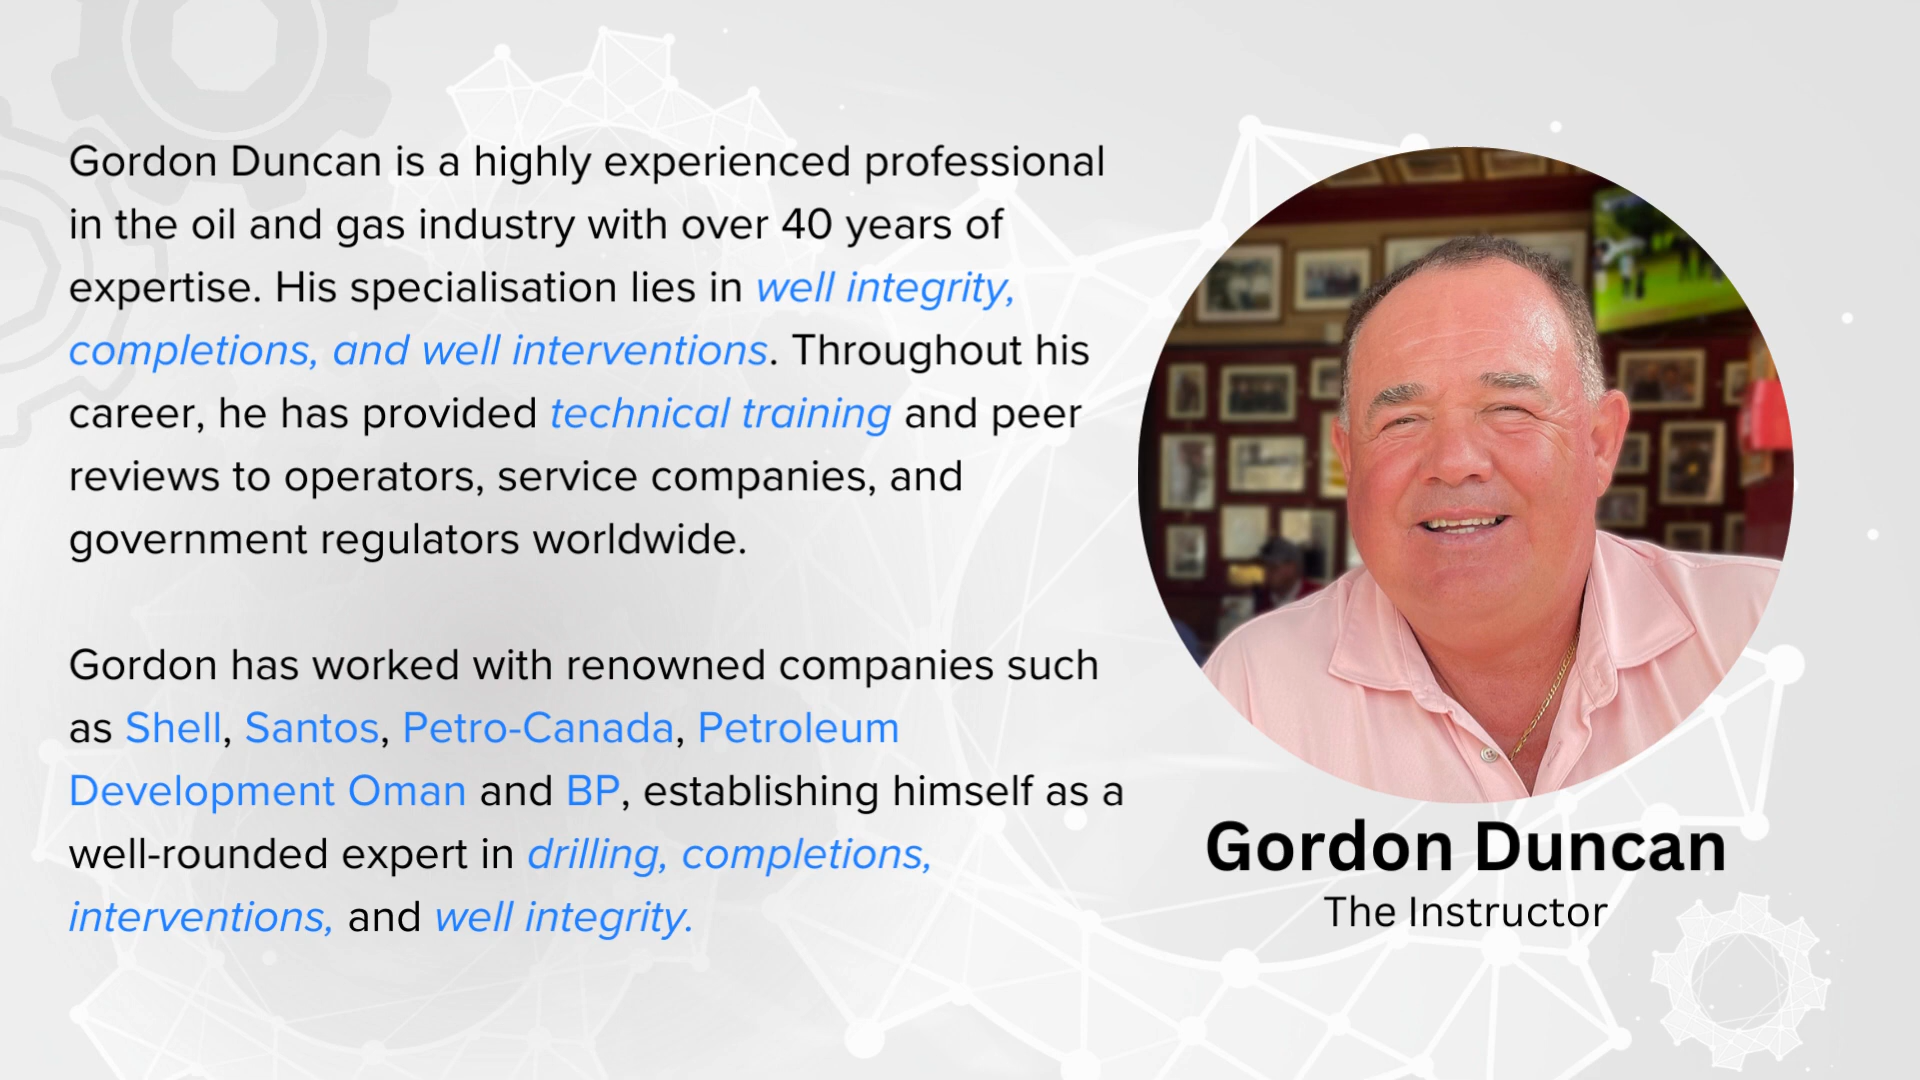 Gordon Duncan is a highly experienced professional
in the oil and gas industry with over 40 years of
expertise. His specialisation lies in well integrity,
completions, and well interventions. Throughout his
career, he has provided technical training and peer
reviews to operators, service companies, and
government regulators worldwide.
Gordon has worked with renowned companies such
as Shell, Santos, Petro-Canada, Petroleum
Development Oman and BP, establishing himself as a
well-rounded expert in drilling, completions,
interventions, and well integrity.
Gordon Duncan
The Instructor